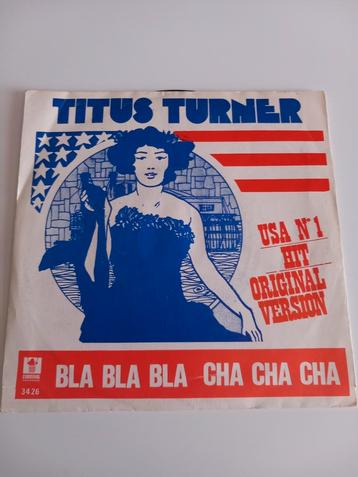 TITUS TURNER
USA N° 1
HIT
ORIGINAL
VERSION
BLA BLA BLA CHA CHA CHA
3426